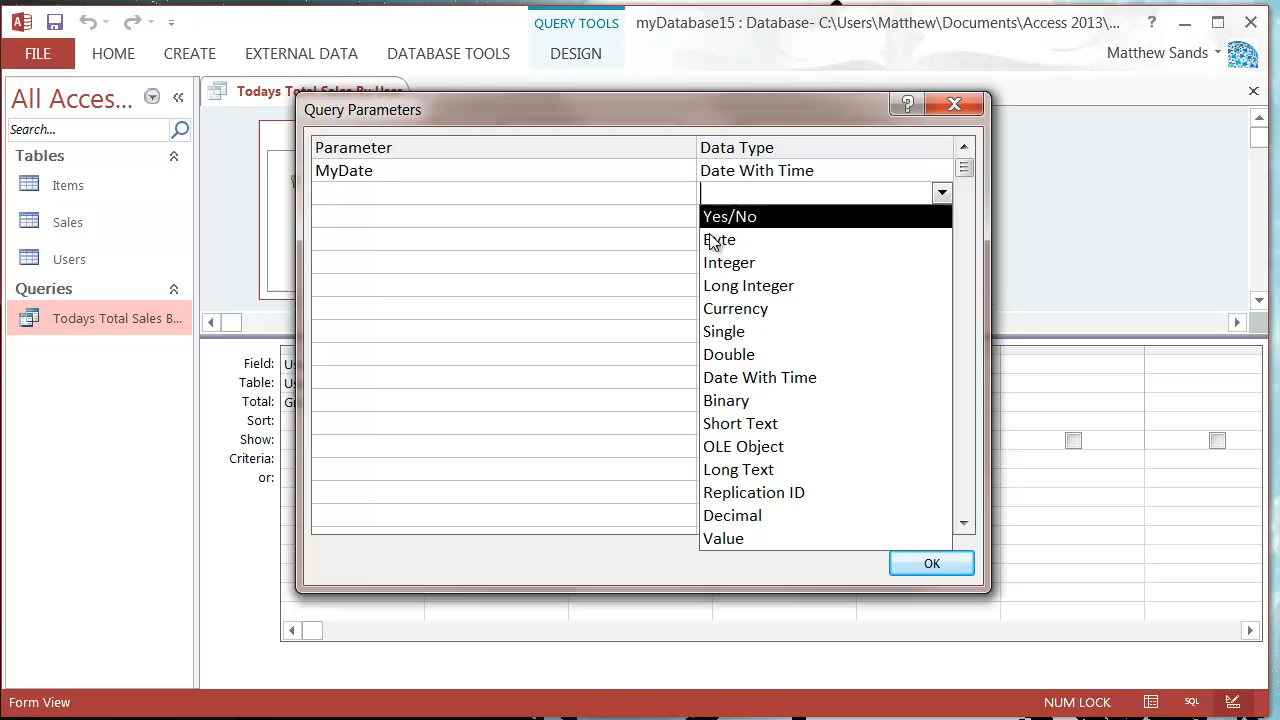 QUERY TOOLS
myDatabase15 : Database- C:\Users\Matthew\Documents\Access 2013\...
FILE
HOME
CREATE
EXTERNAL DATA
DATABASE TOOLS
DESIGN
Matthew Sands
All Acces...
Search...
Tables
Items
Sales
Users
Queries
Todays Total Sales B...
Todays Total Sales By User
Query Parameters
Parameter
Data Type
MyDate
Date With Time
Yes/No
Byte
Integer
Long Integer
Currency
Single
Double
Date With Time
Binary
Short Text
OLE Object
Long Text
Replication ID
Decimal
Value
OK
Field:
Table:
Total:
Sort:
Show:
Criteria:
or:
Form View
NUM LOCK
SQL